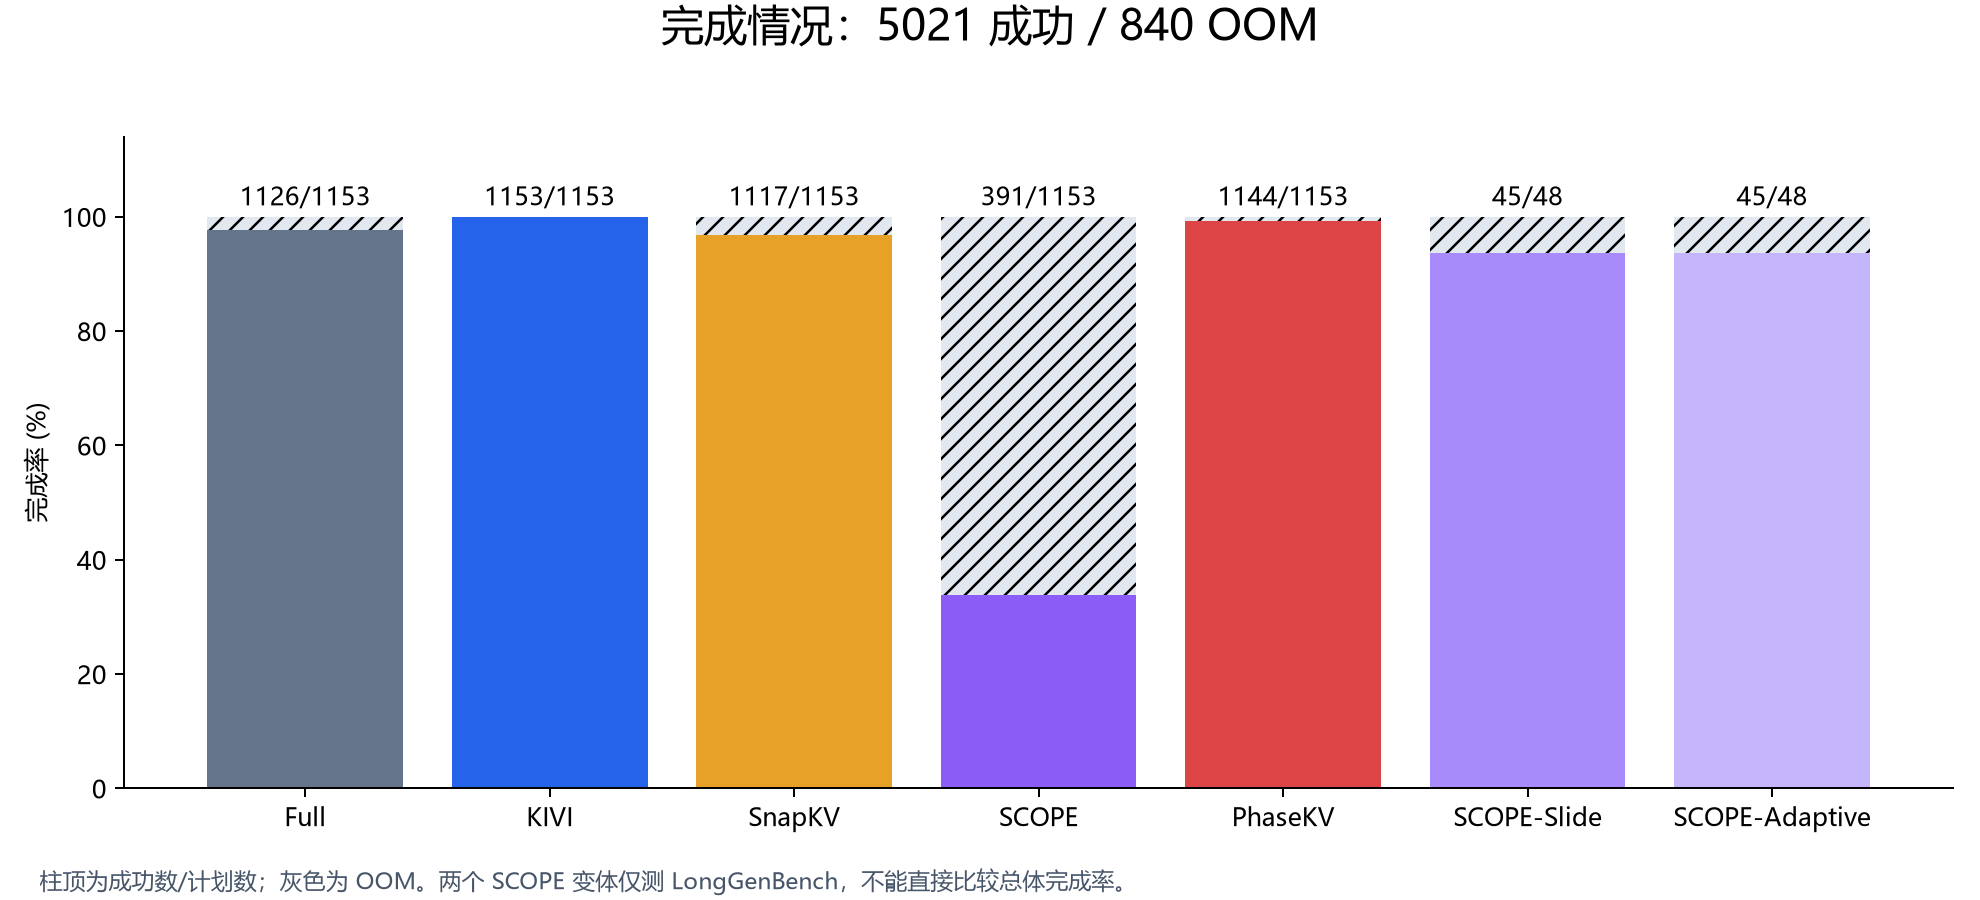 完成情况：5021 成功 / 840 OOM
1126/1153 1153/1153 1117/1153 391/1153 1144/1153 45/48 45/48
100
80
60
40
20
0
完成率 (%)
Full KIVI SnapKV SCOPE PhaseKV SCOPE-Slide SCOPE-Adaptive
柱顶为成功数/计划数；灰色为 OOM。两个 SCOPE 变体仅测 LongGenBench，不能直接比较总体完成率。